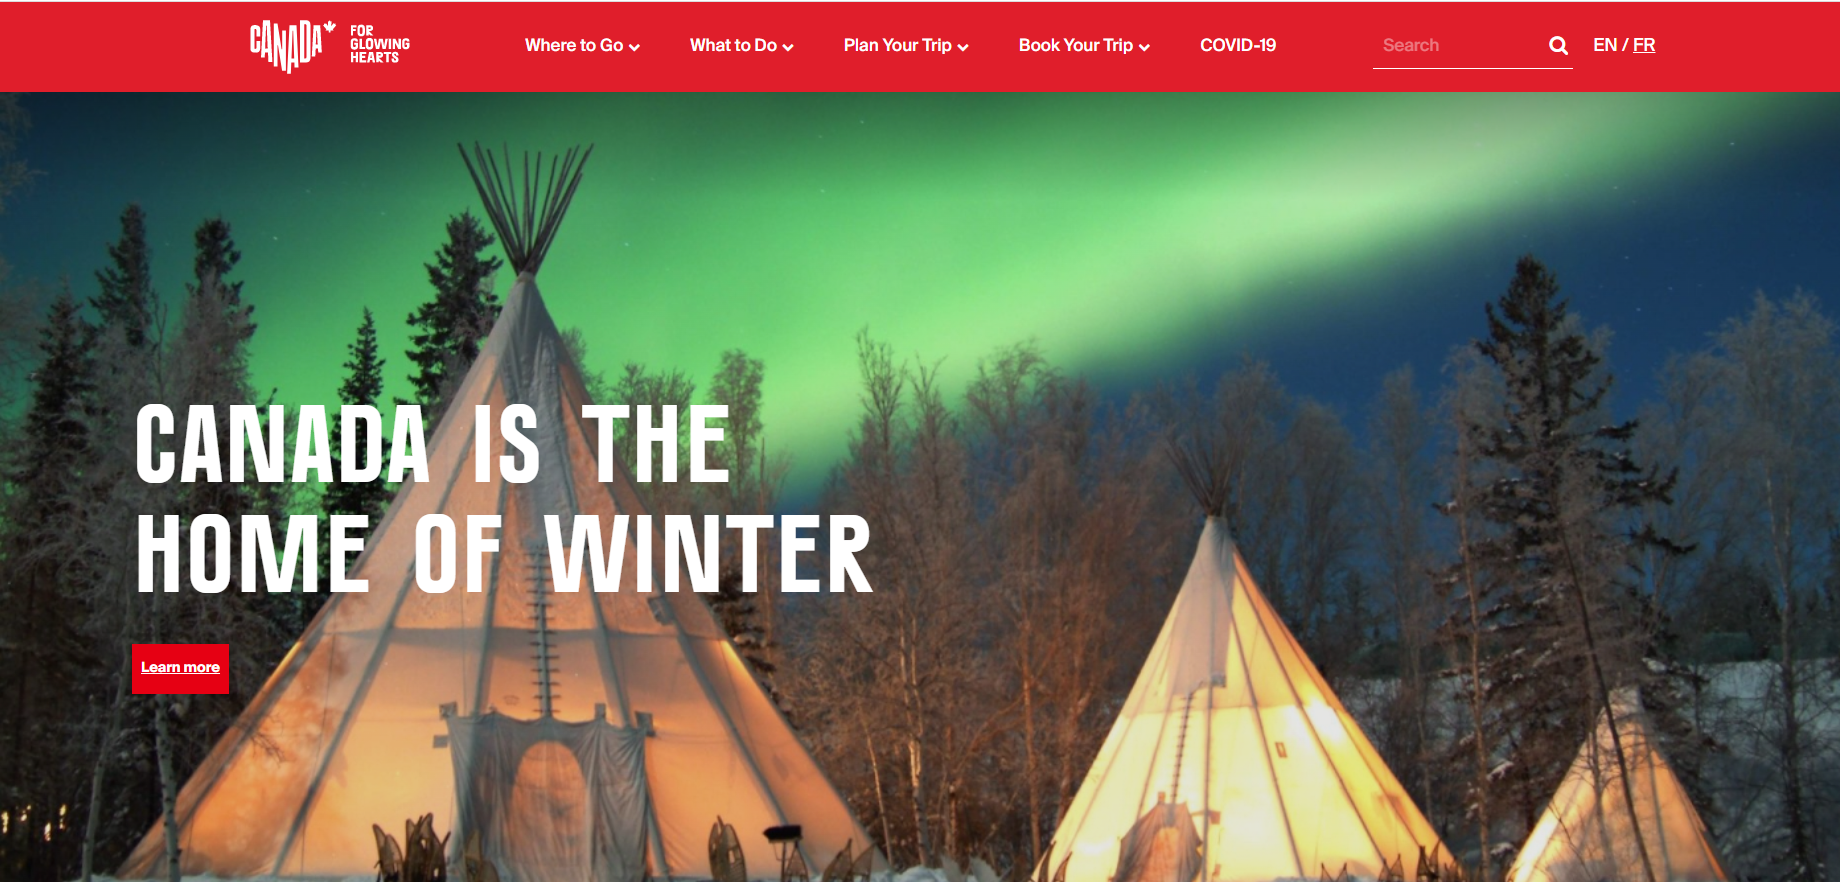 CANADA
FOR
GLOWING
HEARTS
Where to Go
What to Do
Plan Your Trip
Book Your Trip
COVID-19
Search
EN / FR
CANADA IS THE
HOME OF WINTER
Learn more